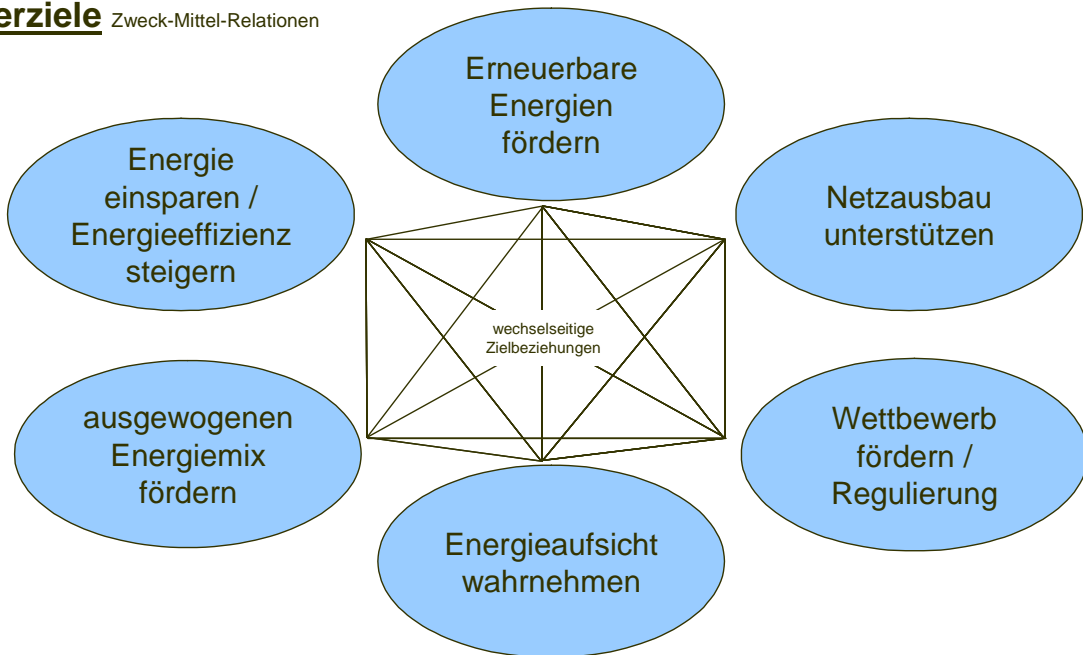 erziele Zweck-Mittel-Relationen
Erneuerbare
Energien
fördern
Energie
einsparen /
Energieeffizienz
steigern
Netzausbau
unterstützen
wechselseitige
Zielbeziehungen
ausgewogenen
Energiemix
fördern
Wettbewerb
fördern /
Regulierung
Energieaufsicht
wahrnehmen